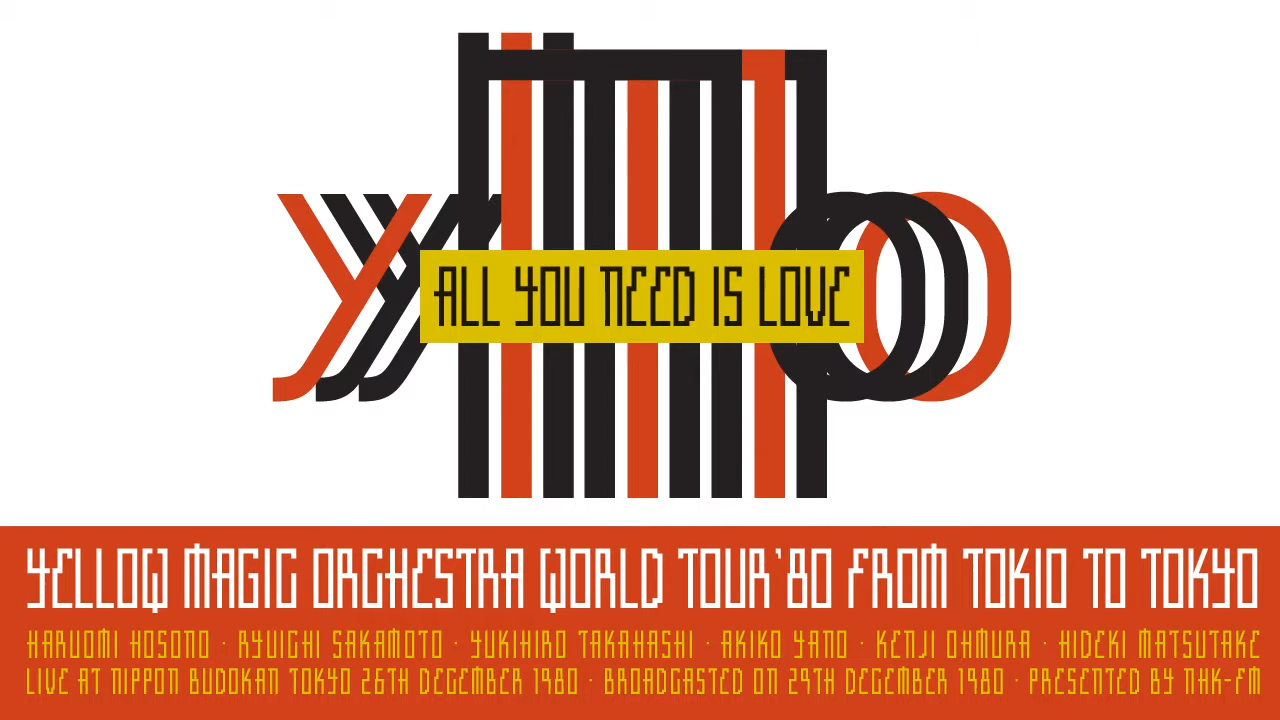 ymo
ALL YOU NEED IS LOVE
YELLOW MAGIC ORCHESTRA WORLD TOUR'80 FROM TOKIO TO TOKYO
HARUOMI HOSONO · RYUICHI SAKAMOTO · YUKIHIRO TAKAHASHI · AKIKO YANO · KENJI OHMURA · HIDEKI MATSUTAKE
LIVE AT NIPPON BUDOKAN TOKYO 26TH DECEMBER 1980 · BROADCASTED ON 29TH DECEMBER 1980 · PRESENTED BY NHK-FM